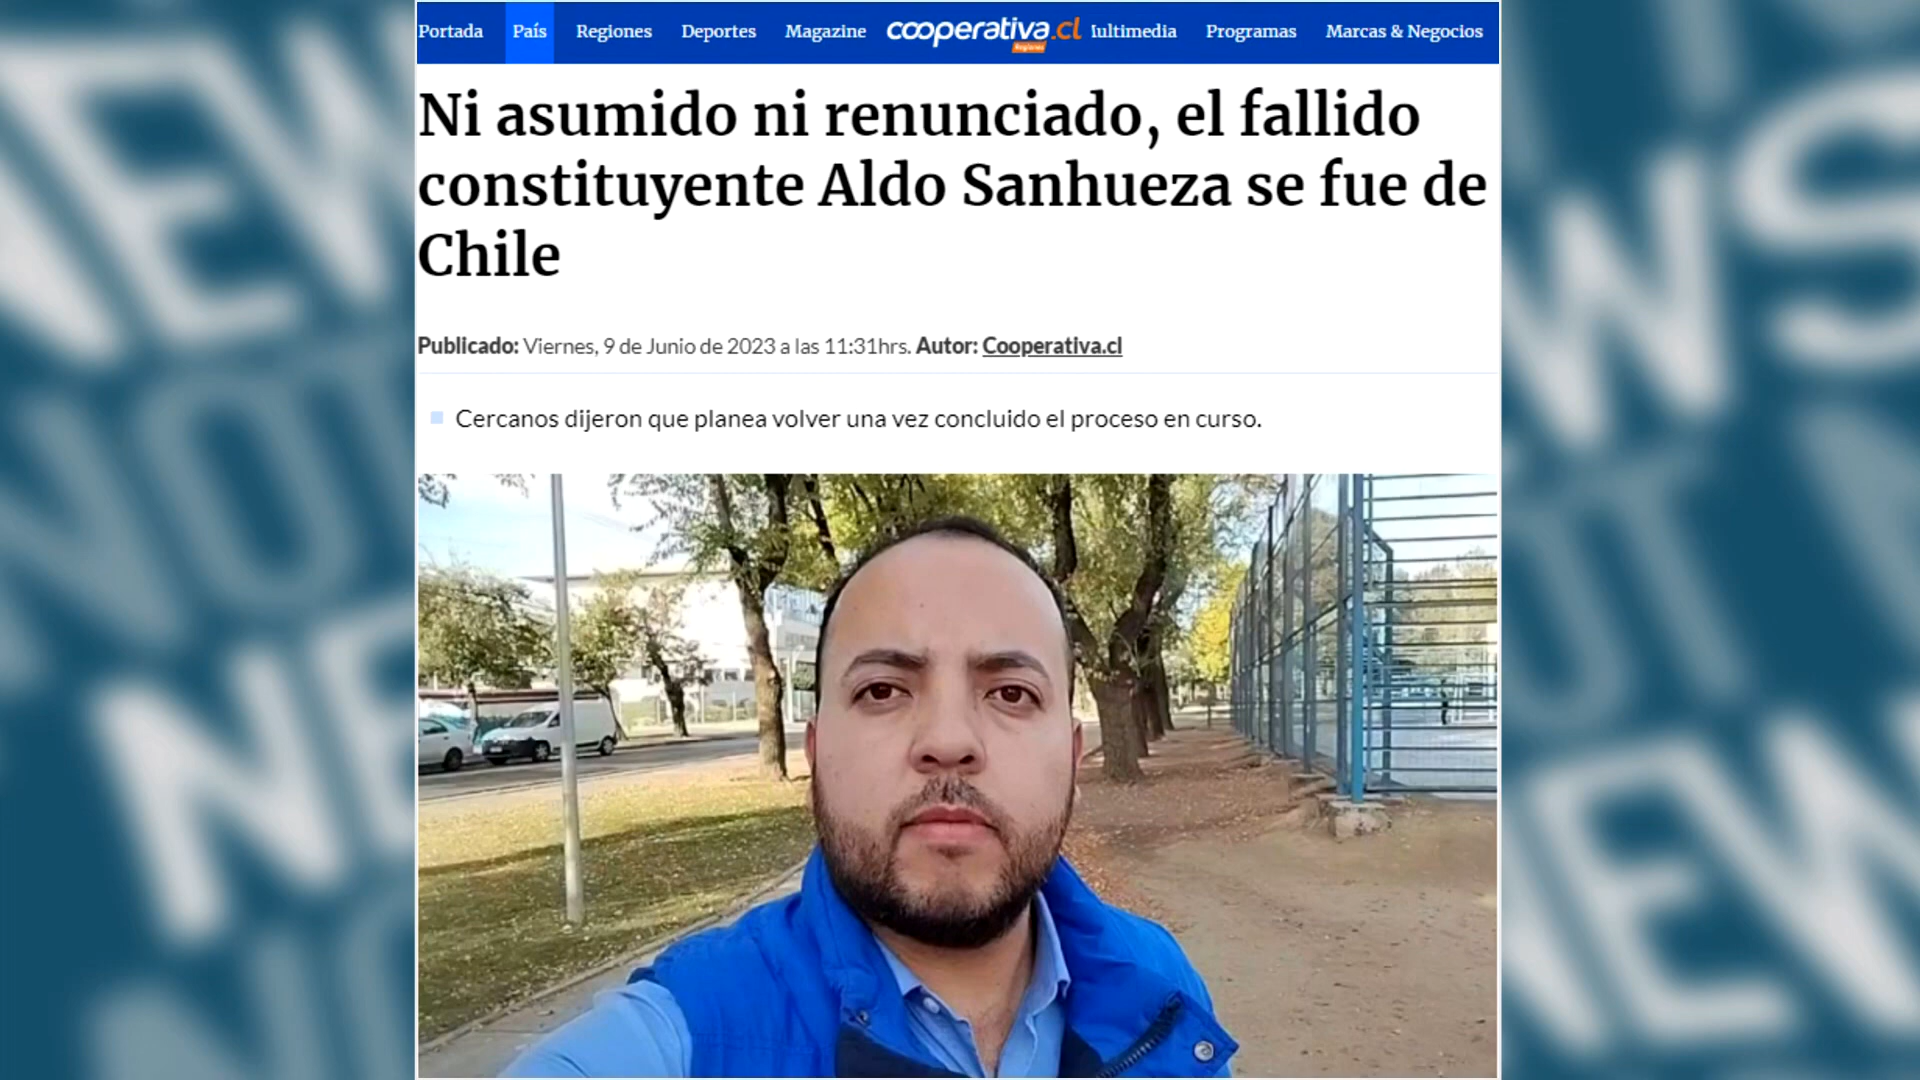 Portada País Regiones Deportes Magazine cooperativa.cl Iultimedia Programas Marcas & Negocios
Regiones
Ni asumido ni renunciado, el fallido
constituyente Aldo Sanhueza se fue de
Chile
Publicado: Viernes, 9 de Junio de 2023 a las 11:31hrs. Autor: Cooperativa.cl
Cercanos dijeron que planea volver una vez concluido el proceso en curso.